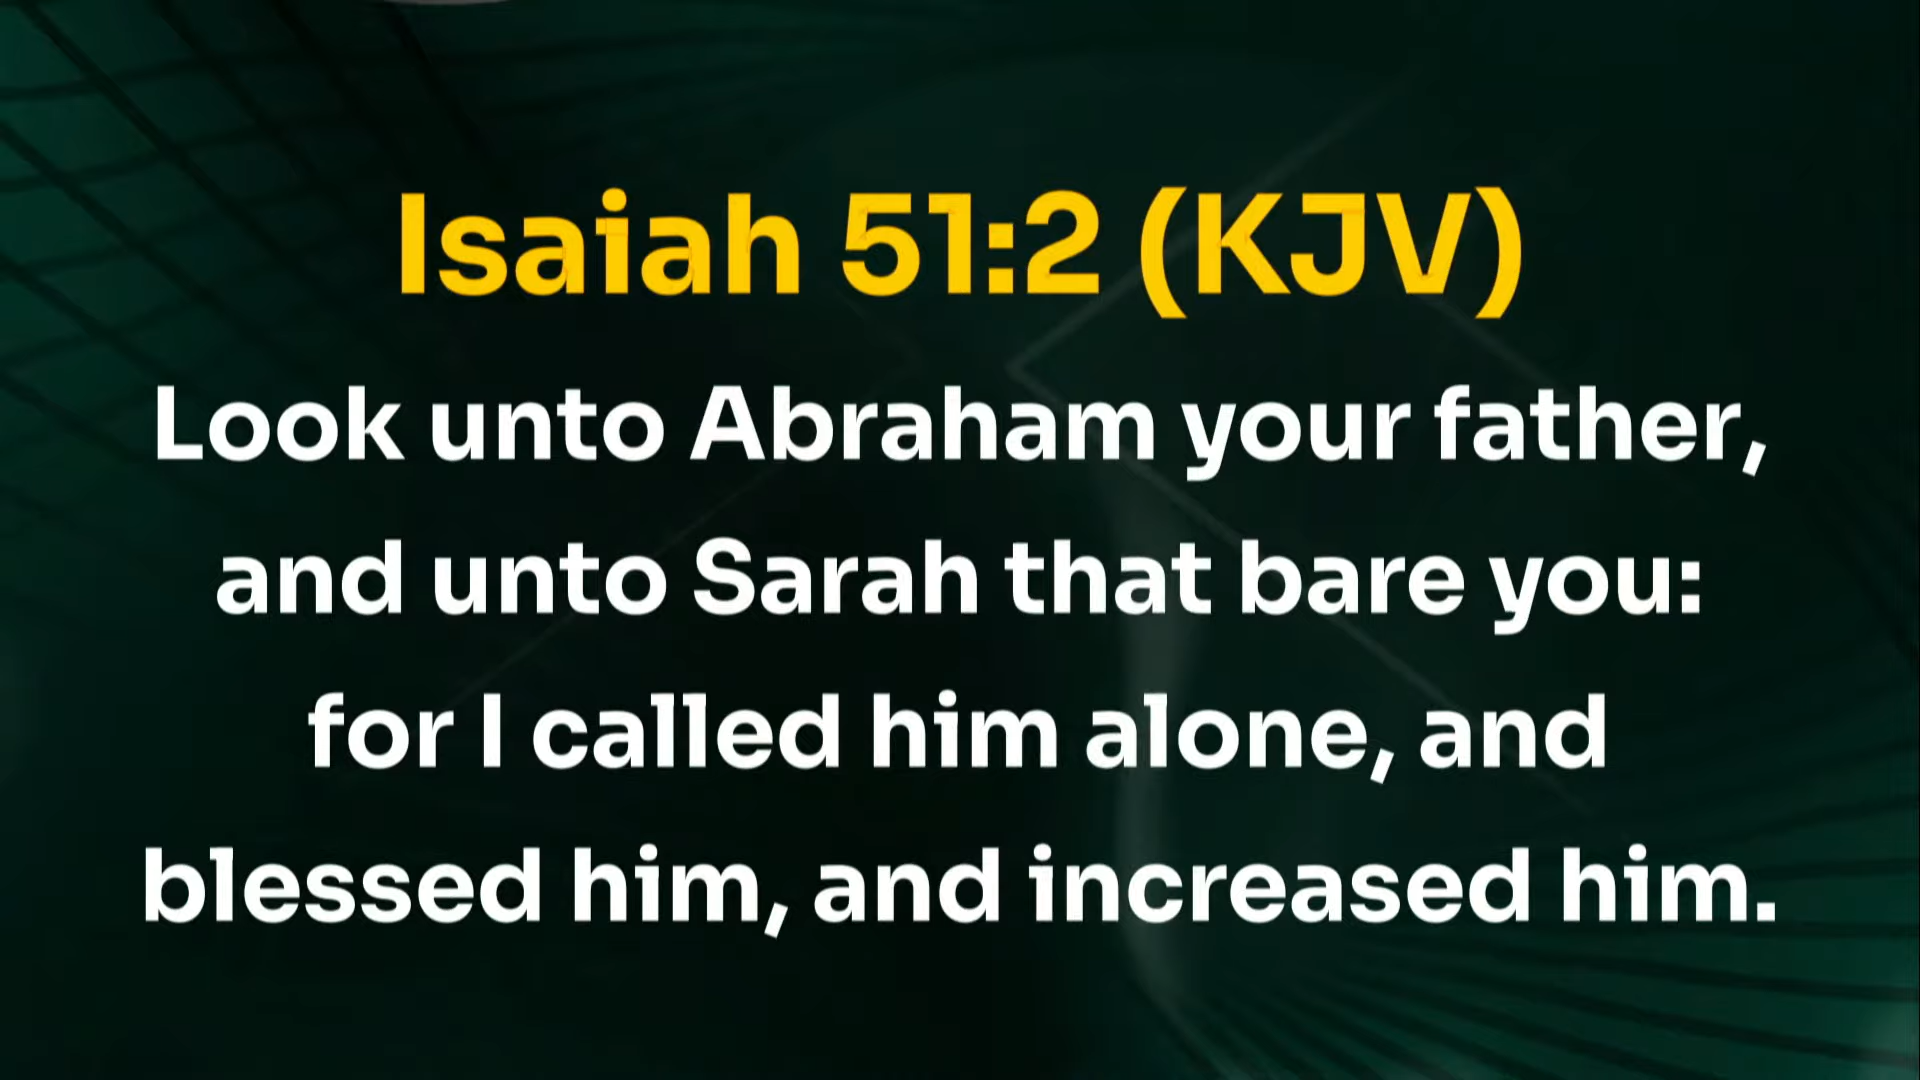 Isaiah 51:2 (KJV)
Look unto Abraham your father,
and unto Sarah that bare you:
for I called him alone, and
blessed him, and increased him.